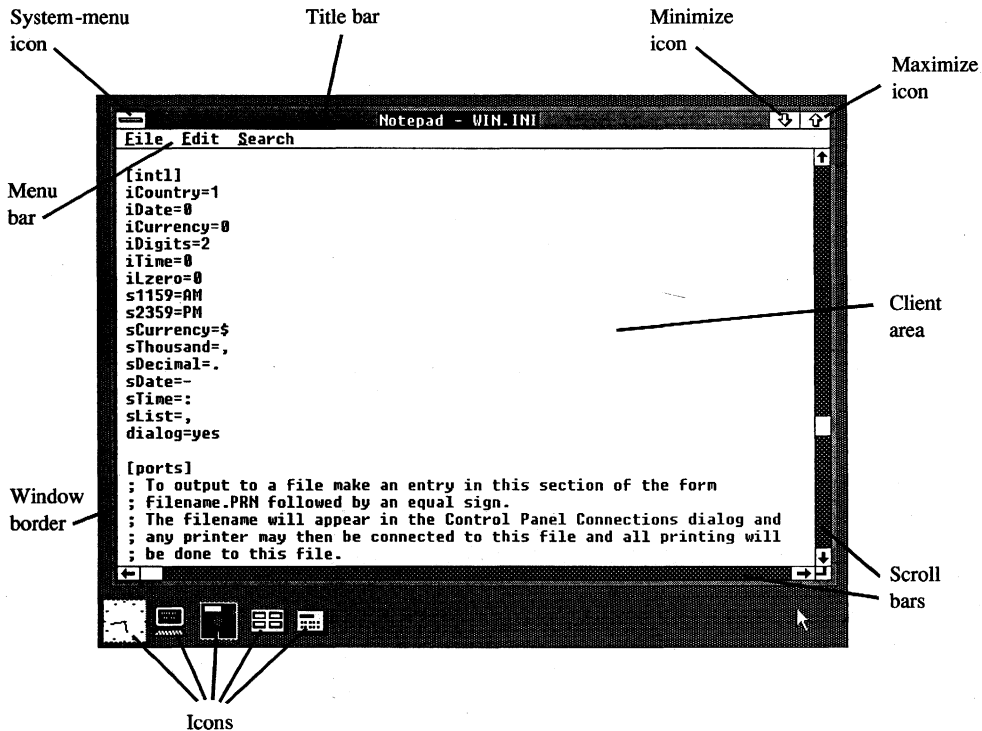 System-menu
icon
Title bar
Minimize
icon
Maximize
icon
Notepad - WIN.INI
File Edit Search
Menu
bar
[intl]
iCountry=1
iDate=0
iCurrency=0
iDigits=2
iTime=0
iLzero=0
s1159=AM
s2359=PM
sCurrency=$
sThousand=,
sDecimal=.
sDate=-
sTime=:
sList=,
dialog=yes
Client
area
[ports]
; To output to a file make an entry in this section of the form
; filename.PRN followed by an equal sign.
; The filename will appear in the Control Panel Connections dialog and
; any printer may then be connected to this file and all printing will
; be done to this file.
Window
border
Scroll
bars
Icons